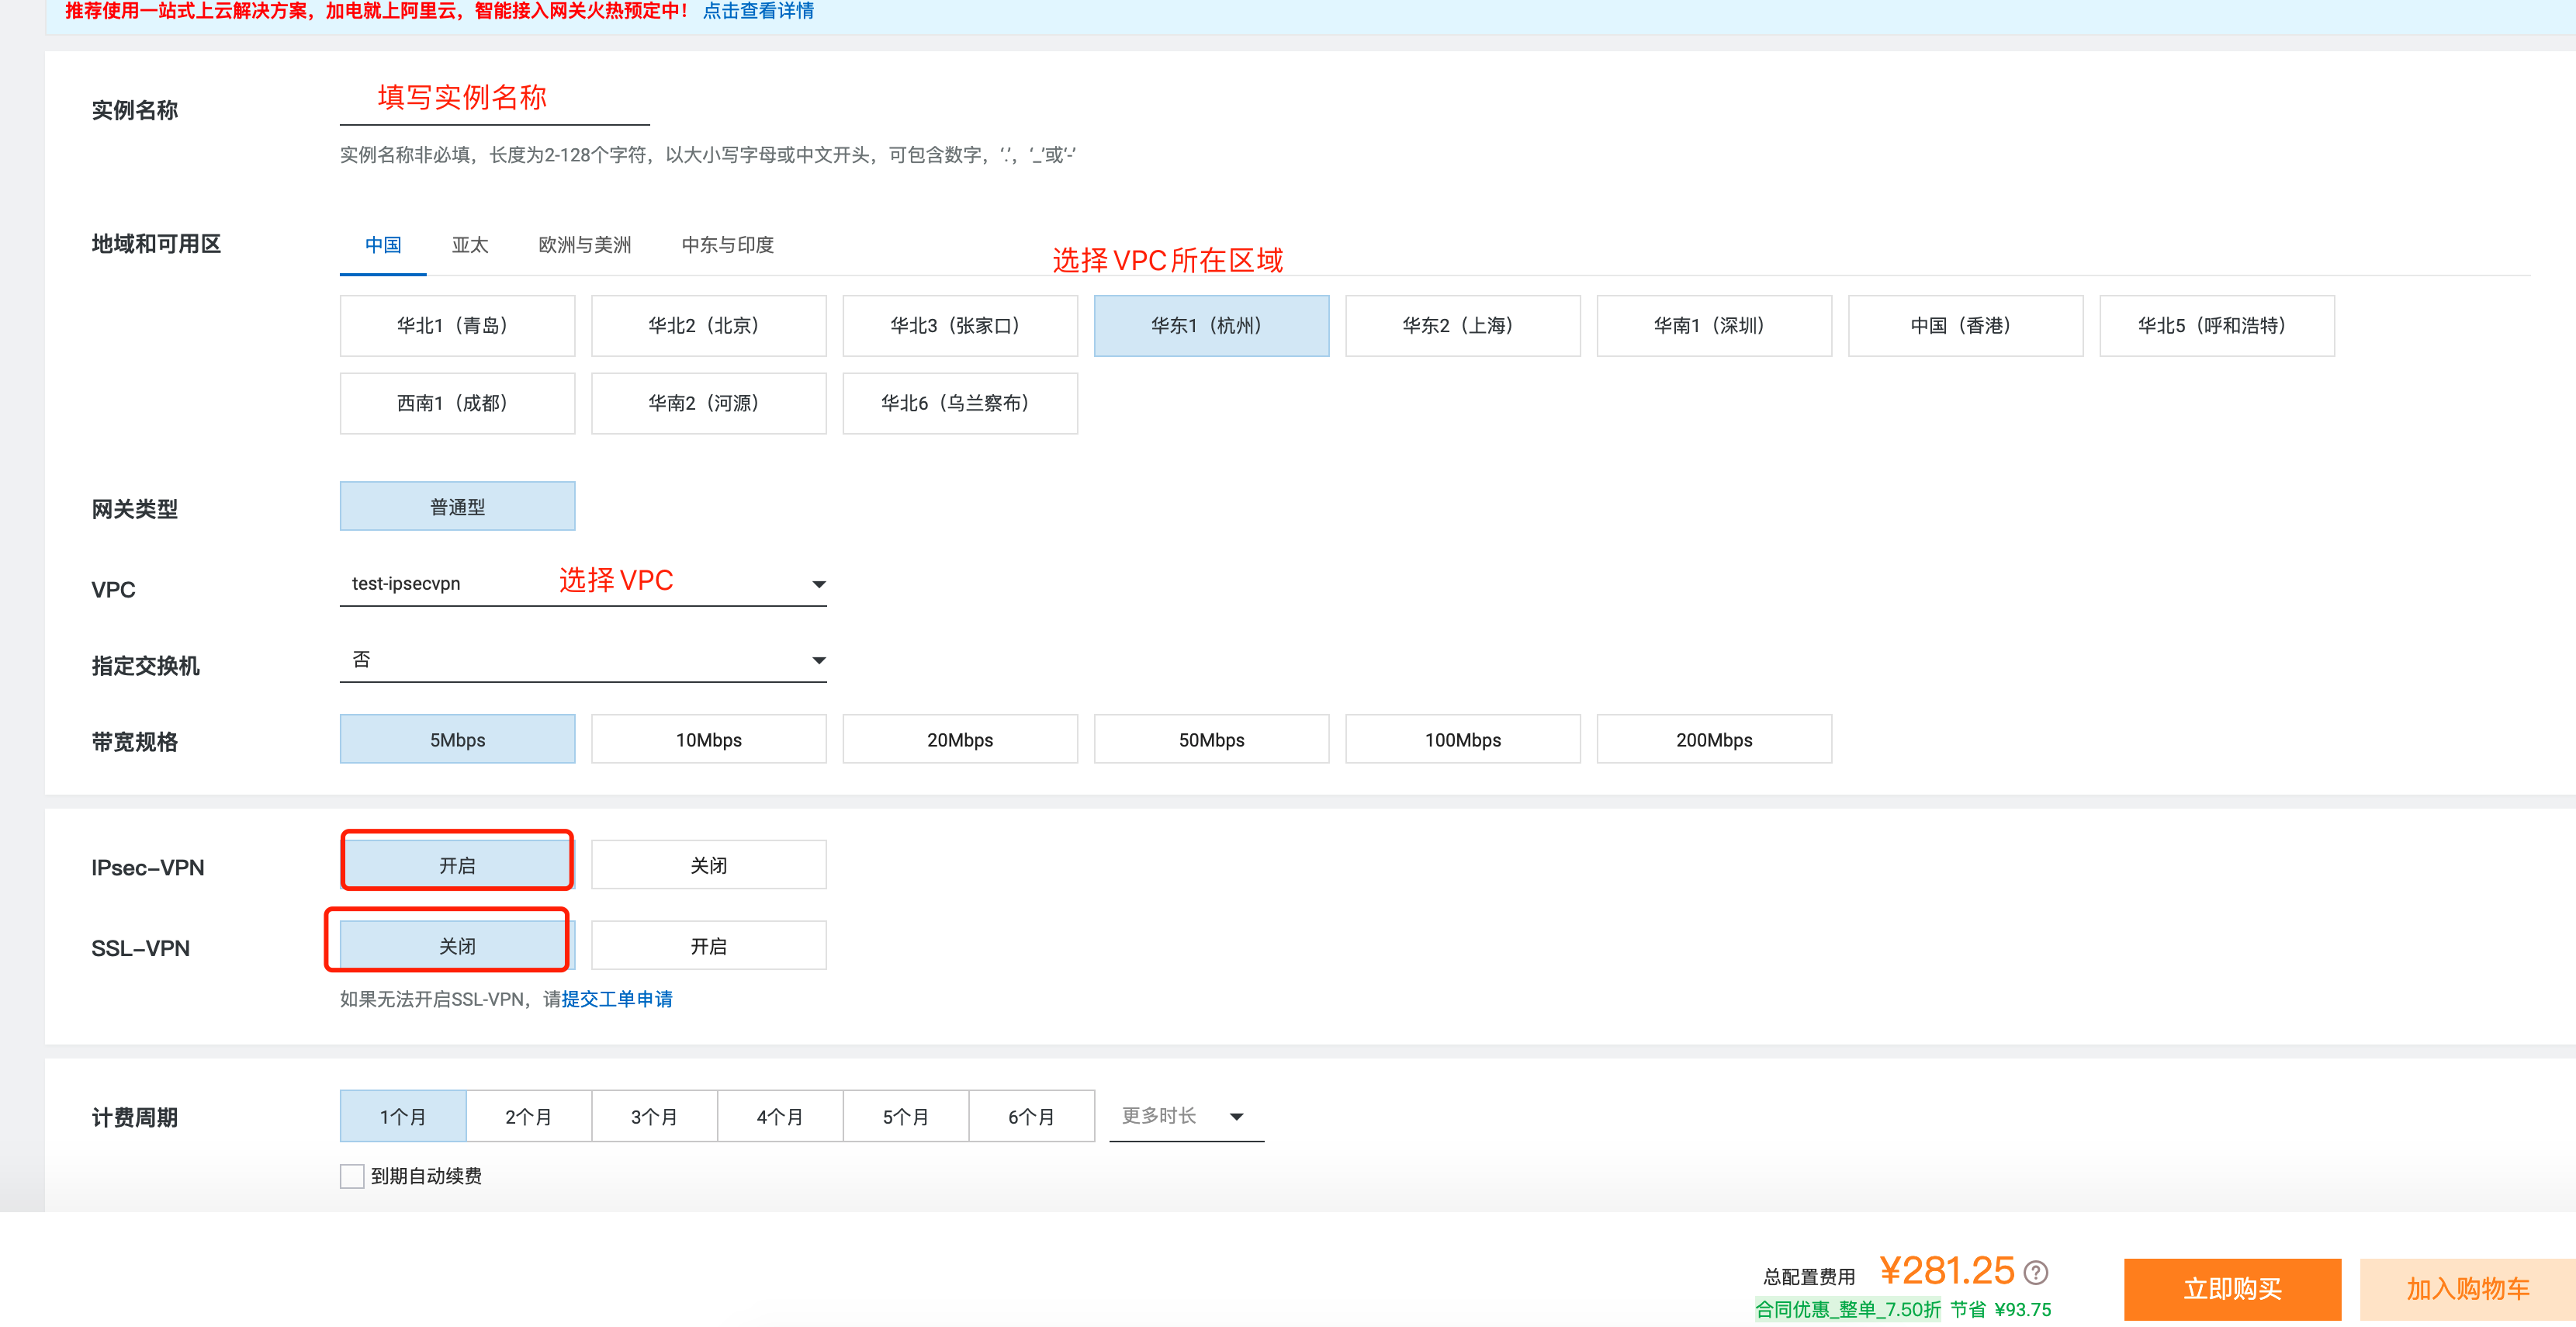 推荐使用一站式上云解决方案，加电就上阿里云，智能接入网关火热预定中！ 点击查看详情
实例名称
填写实例名称
实例名称非必填，长度为2-128个字符，以大小写字母或中文开头，可包含数字，‘.’，‘_’或‘-’
地域和可用区
中国 亚太 欧洲与美洲 中东与印度
选择VPC所在区域
华北1（青岛） 华北2（北京） 华北3（张家口） 华东1（杭州） 华东2（上海） 华南1（深圳） 中国（香港） 华北5（呼和浩特）
西南1（成都） 华南2（河源） 华北6（乌兰察布）
网关类型 普通型
VPC test-ipsecvpn 选择VPC
指定交换机 否
带宽规格 5Mbps 10Mbps 20Mbps 50Mbps 100Mbps 200Mbps
IPsec-VPN 开启 关闭
SSL-VPN 关闭 开启
如果无法开启SSL-VPN，请提交工单申请
计费周期 1个月 2个月 3个月 4个月 5个月 6个月 更多时长
到期自动续费
总配置费用 ¥281.25 ?
合同优惠_整单_7.50折 节省 ¥93.75
立即购买 加入购物车